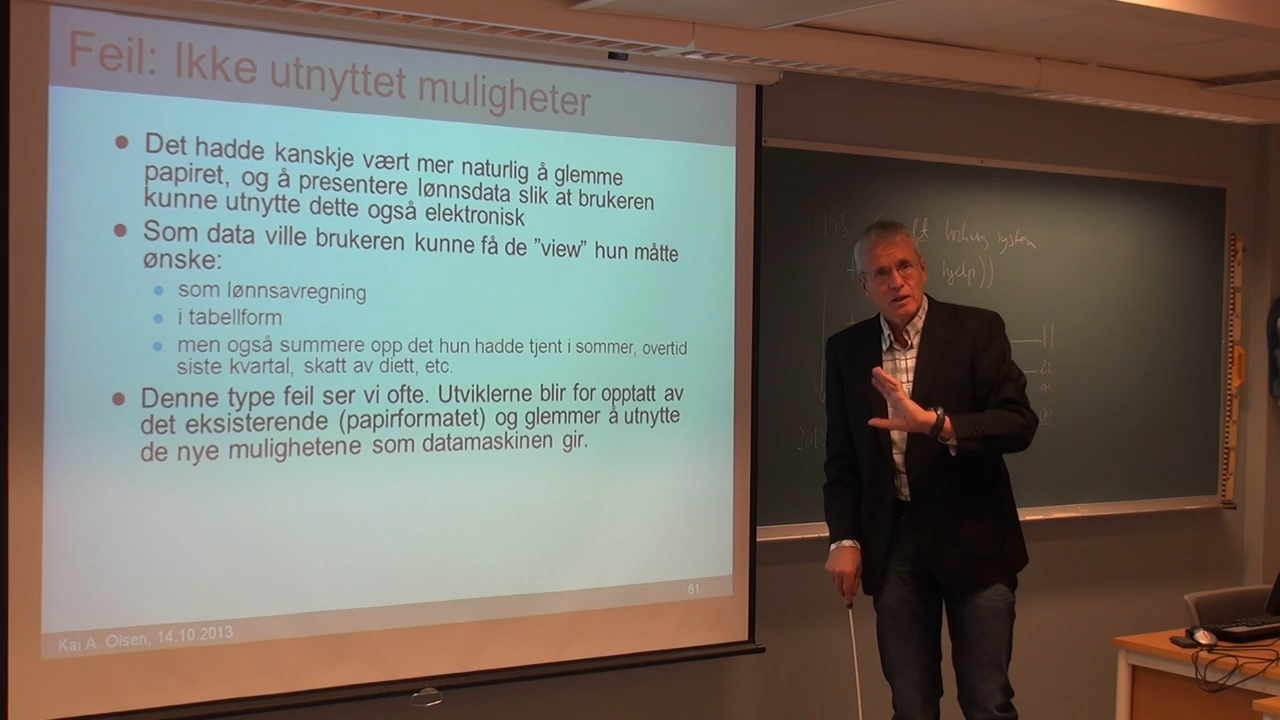 Feil: Ikke utnyttet muligheter
Det hadde kanskje vært mer naturlig å glemme
papiret, og å presentere lønnsdata slik at brukeren
kunne utnytte dette også elektronisk
Som data ville brukeren kunne få de ”view” hun måtte
ønske:
som lønnsavregning
i tabellform
men også summere opp det hun hadde tjent i sommer, overtid
siste kvartal, skatt av diett, etc.
Denne type feil ser vi ofte. Utviklerne blir for opptatt av
det eksisterende (papirformatet) og glemmer å utnytte
de nye mulighetene som datamaskinen gir.
Kai A. Olsen, 14.10.2013
61
1995
system
hjelp))